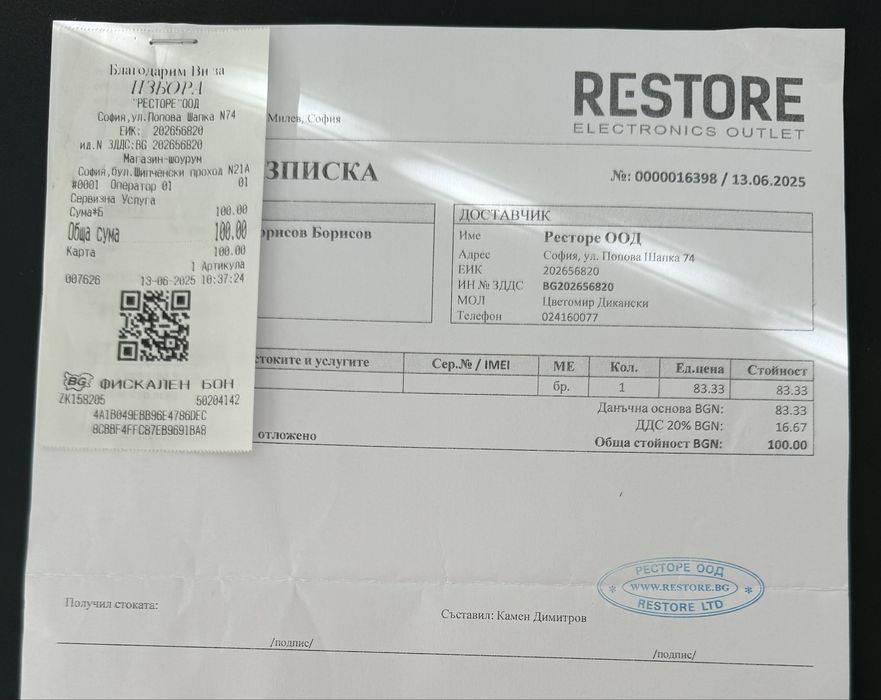 Благодарим Ви за
ИЗБОРА
"РЕСТОРЕ"ООД
София,ул.Попова Шапка N74
ЕИК: 202656820
ид.N ЗДДС:BG 202656820
Магазин-шоурум
София,бул.Шипченски проход N21A
#0001 Оператор 01 01
Сервизна Услуга
Сума*Б 100.00
Обща сума 100.00
Карта 100.00
1 Артикула
007626 13-06-2025 10:37:24
BG ФИСКАЛЕН БОН
ZK158205 50204142
4A1B049EBB96E4786DEC
8CBBF4FFC87EB9691BA8
RESTORE
ELECTRONICS OUTLET
Милев, София
ЗПИСКА
№: 0000016398 / 13.06.2025
орисов Борисов
ДОСТАВЧИК
Име Ресторе ООД
Адрес София, ул. Попова Шапка 74
ЕИК 202656820
ИН № ЗДДС BG202656820
МОЛ Цветомир Дикански
Телефон 024160077
стоките и услугите Сер.№ / IMEI МЕ Кол. Ед.цена Стойност
бр. 1 83.33 83.33
Данъчна основа BGN: 83.33
ДДС 20% BGN: 16.67
отложено
Обща стойност BGN: 100.00
РЕСТОРЕ ООД
* WWW.RESTORE.BG *
RESTORE LTD
Получил стоката:
Съставил: Камен Димитров
/подпис/
/подпис/